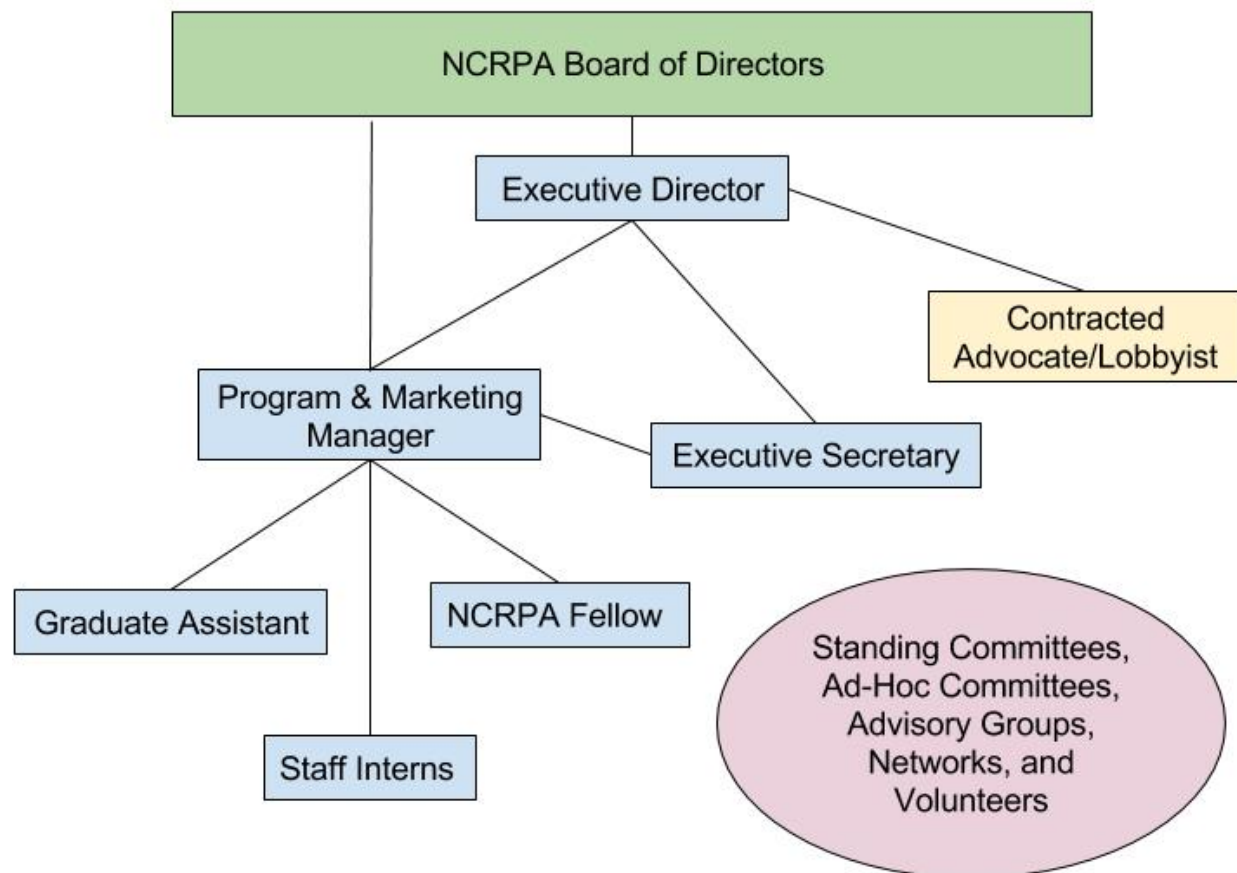 NCRPA Board of Directors
Executive Director
Contracted
Advocate/Lobbyist
Program & Marketing
Manager
Executive Secretary
Graduate Assistant
NCRPA Fellow
Staff Interns
Standing Committees,
Ad-Hoc Committees,
Advisory Groups,
Networks, and
Volunteers